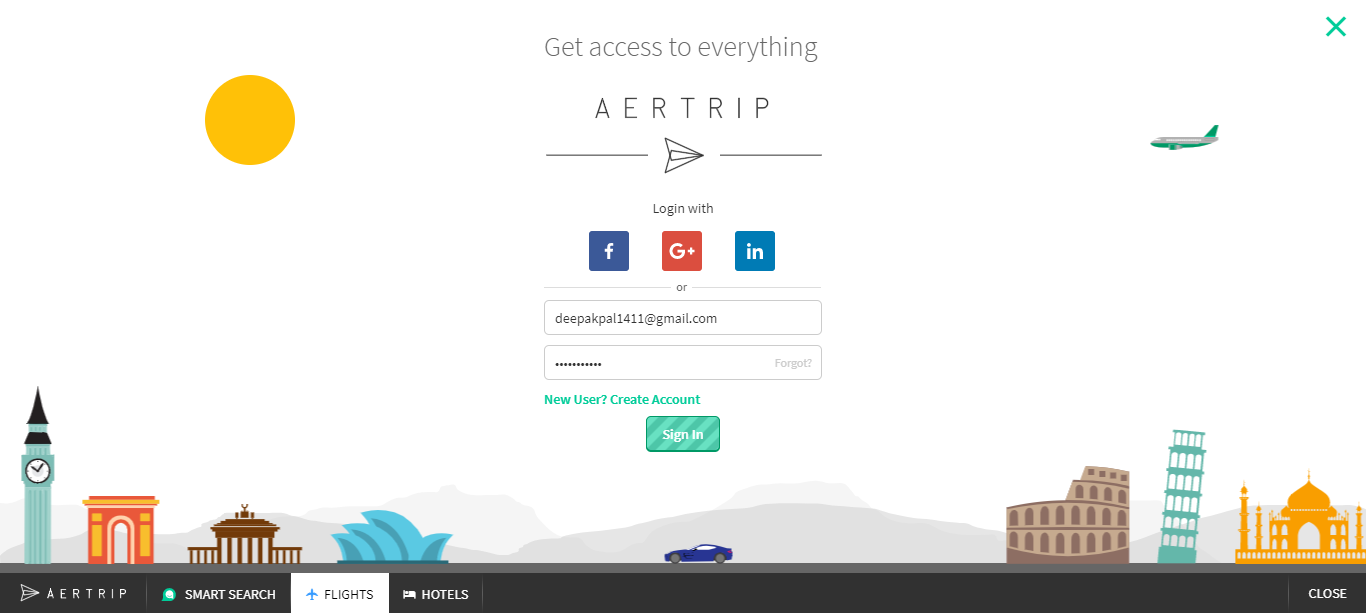 Get access to everything
AERTRIP
Login with
f
G+
in
or
deepakpal1411@gmail.com
•••••••••••
Forgot?
New User? Create Account
Sign In
AERTRIP
SMART SEARCH
FLIGHTS
HOTELS
CLOSE